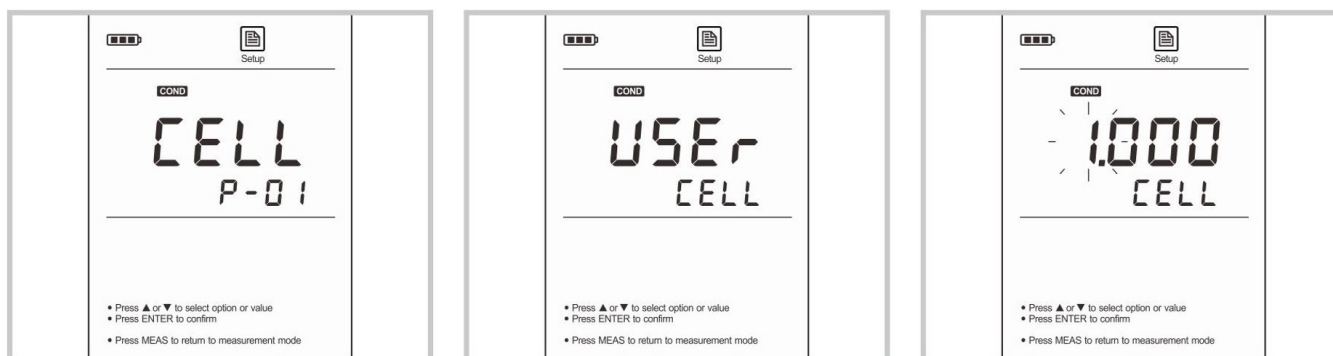 Setup
COND
CELL
P-01
• Press ▲ or ▼ to select option or value
• Press ENTER to confirm
• Press MEAS to return to measurement mode
Setup
COND
USEr
CELL
• Press ▲ or ▼ to select option or value
• Press ENTER to confirm
• Press MEAS to return to measurement mode
Setup
COND
1.000
CELL
• Press ▲ or ▼ to select option or value
• Press ENTER to confirm
• Press MEAS to return to measurement mode